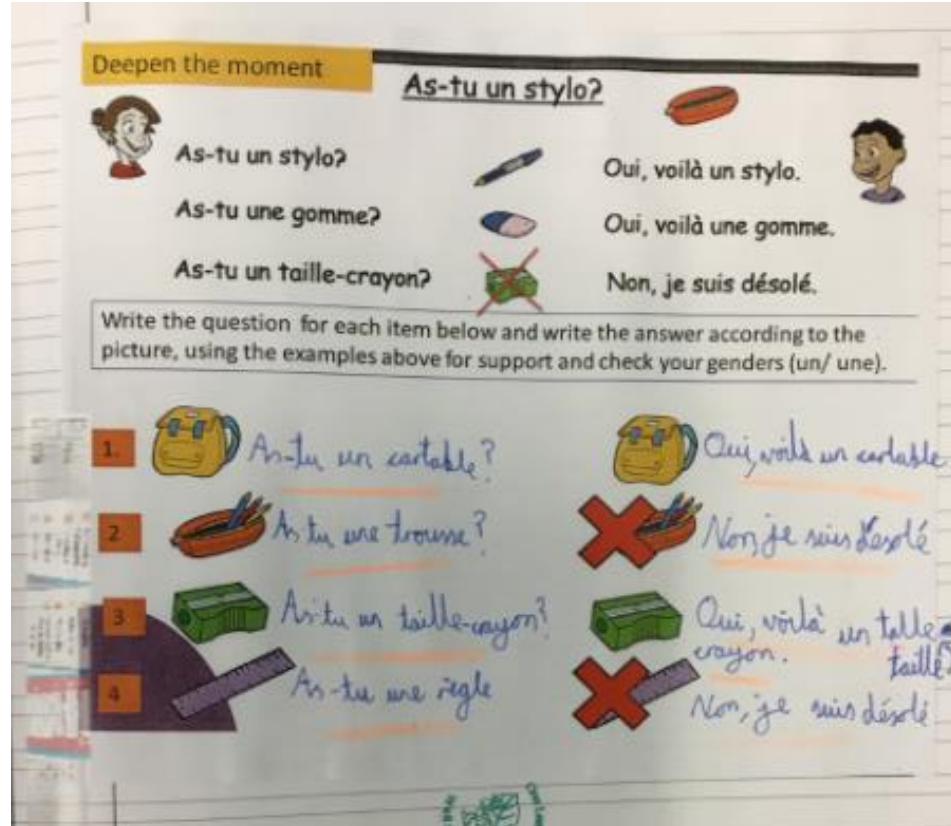 Deepen the moment
As-tu un stylo?
As-tu un stylo?
Oui, voilà un stylo.
As-tu une gomme?
Oui, voilà une gomme.
As-tu un taille-crayon?
Non, je suis désolé.
Write the question for each item below and write the answer according to the
picture, using the examples above for support and check your genders (un/ une).
1. As-tu un cartable? Oui, voilà un cartable
2 As tu une trousse? Non, je suis désolé
3 As-tu un taille-crayon? Oui, voilà un talle
crayon. taille
4 As-tu une règle Non, je suis désolé